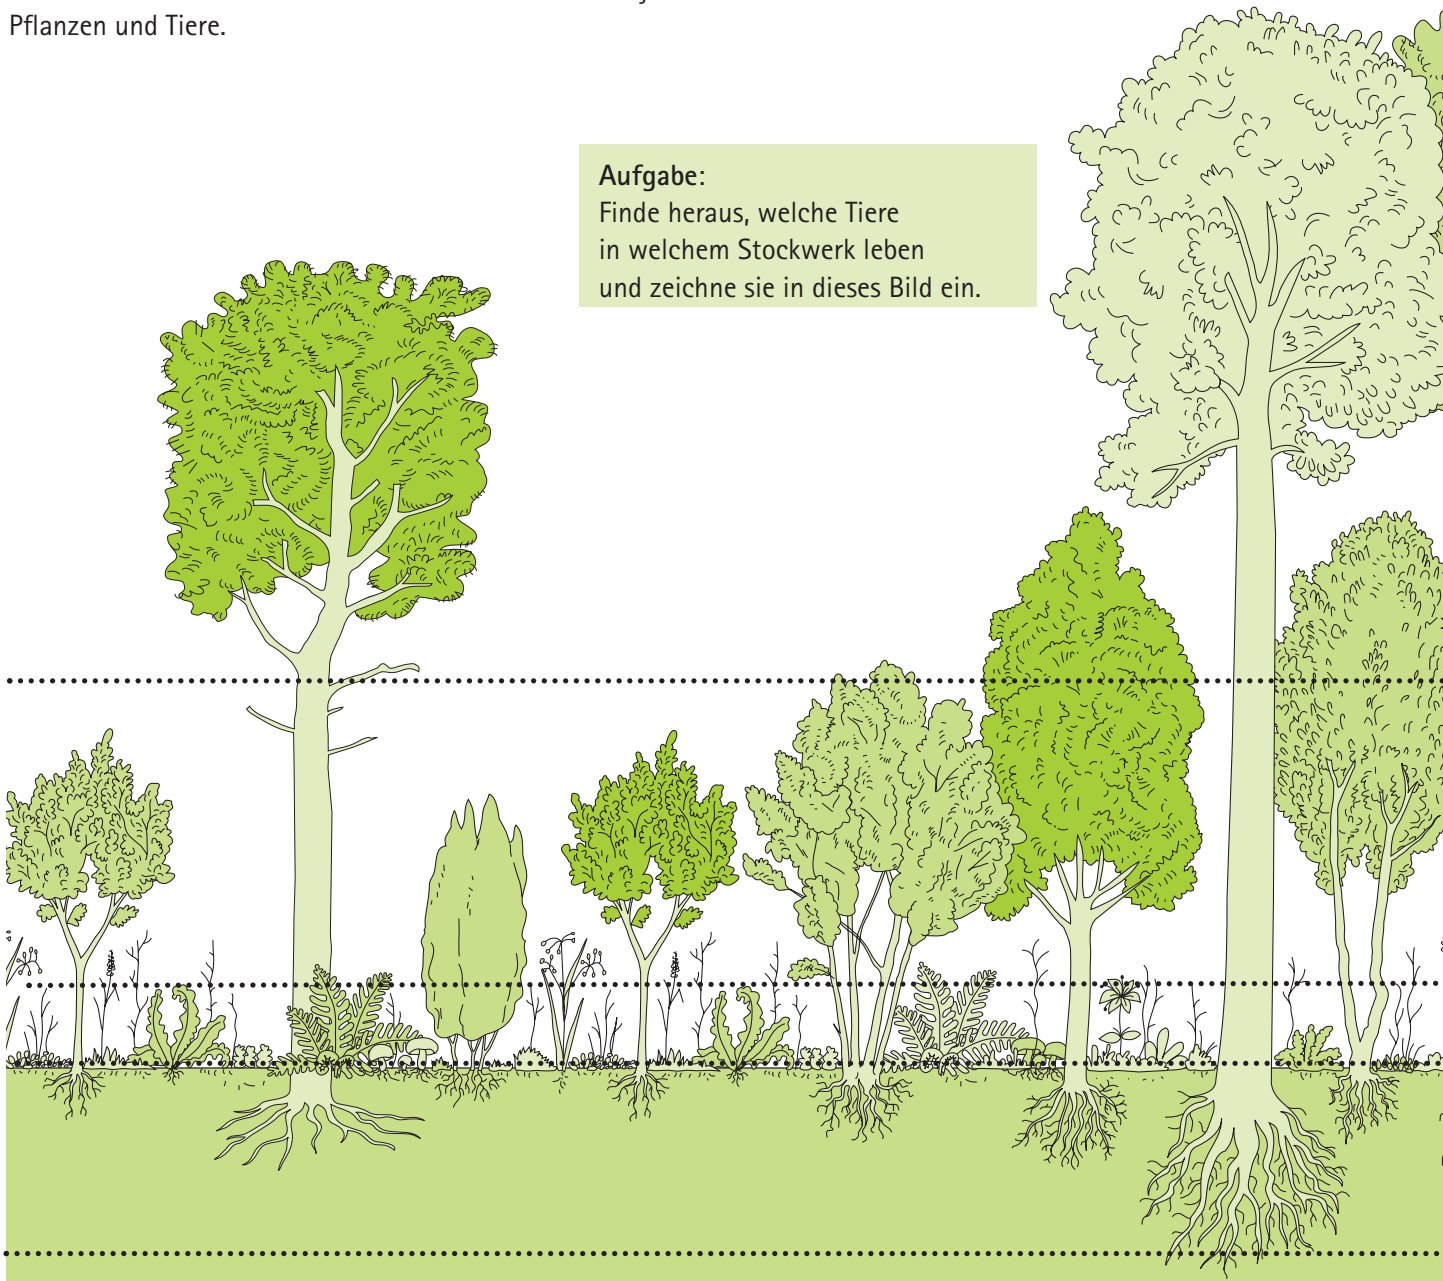 Pflanzen und Tiere.
Aufgabe:
Finde heraus, welche Tiere
in welchem Stockwerk leben
und zeichne sie in dieses Bild ein.